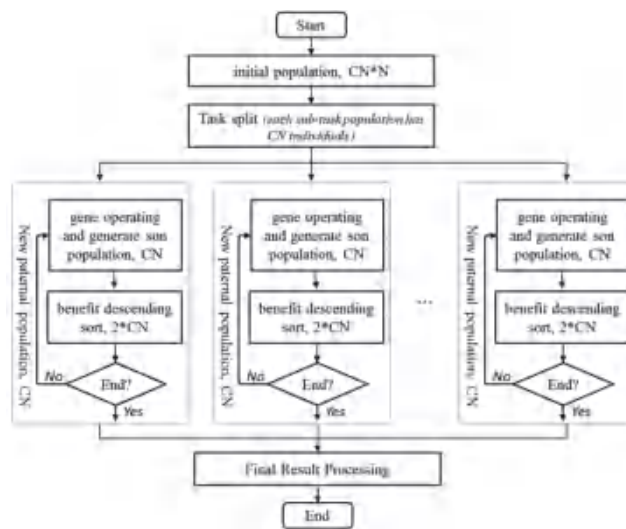 Start
initial population, CN*N
Task split (each sub-task population has
CN individuals)
New paternal population, CN
gene operating
and generate son
population, CN
benefit descending
sort, 2*CN
No
End?
Yes
New paternal population, CN
gene operating
and generate son
population, CN
benefit descending
sort, 2*CN
No
End?
Yes
...
New paternal population, CN
gene operating
and generate son
population, CN
benefit descending
sort, 2*CN
No
End?
Yes
Final Result Processing
End